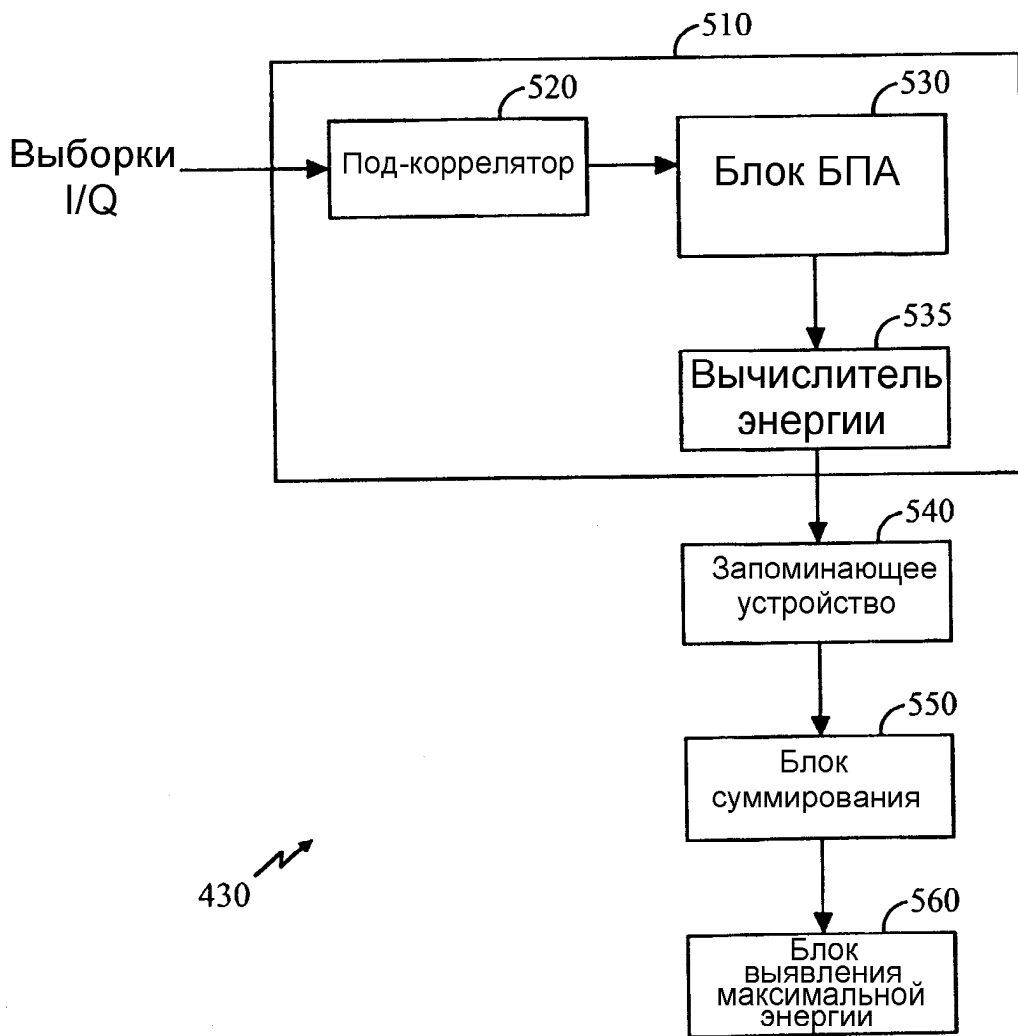 510
520
530
Выборки
I/Q
Под-коррелятор
Блок БПА
535
Вычислитель
энергии
540
Запоминающее
устройство
550
Блок
суммирования
430
560
Блок
выявления
максимальной
энергии